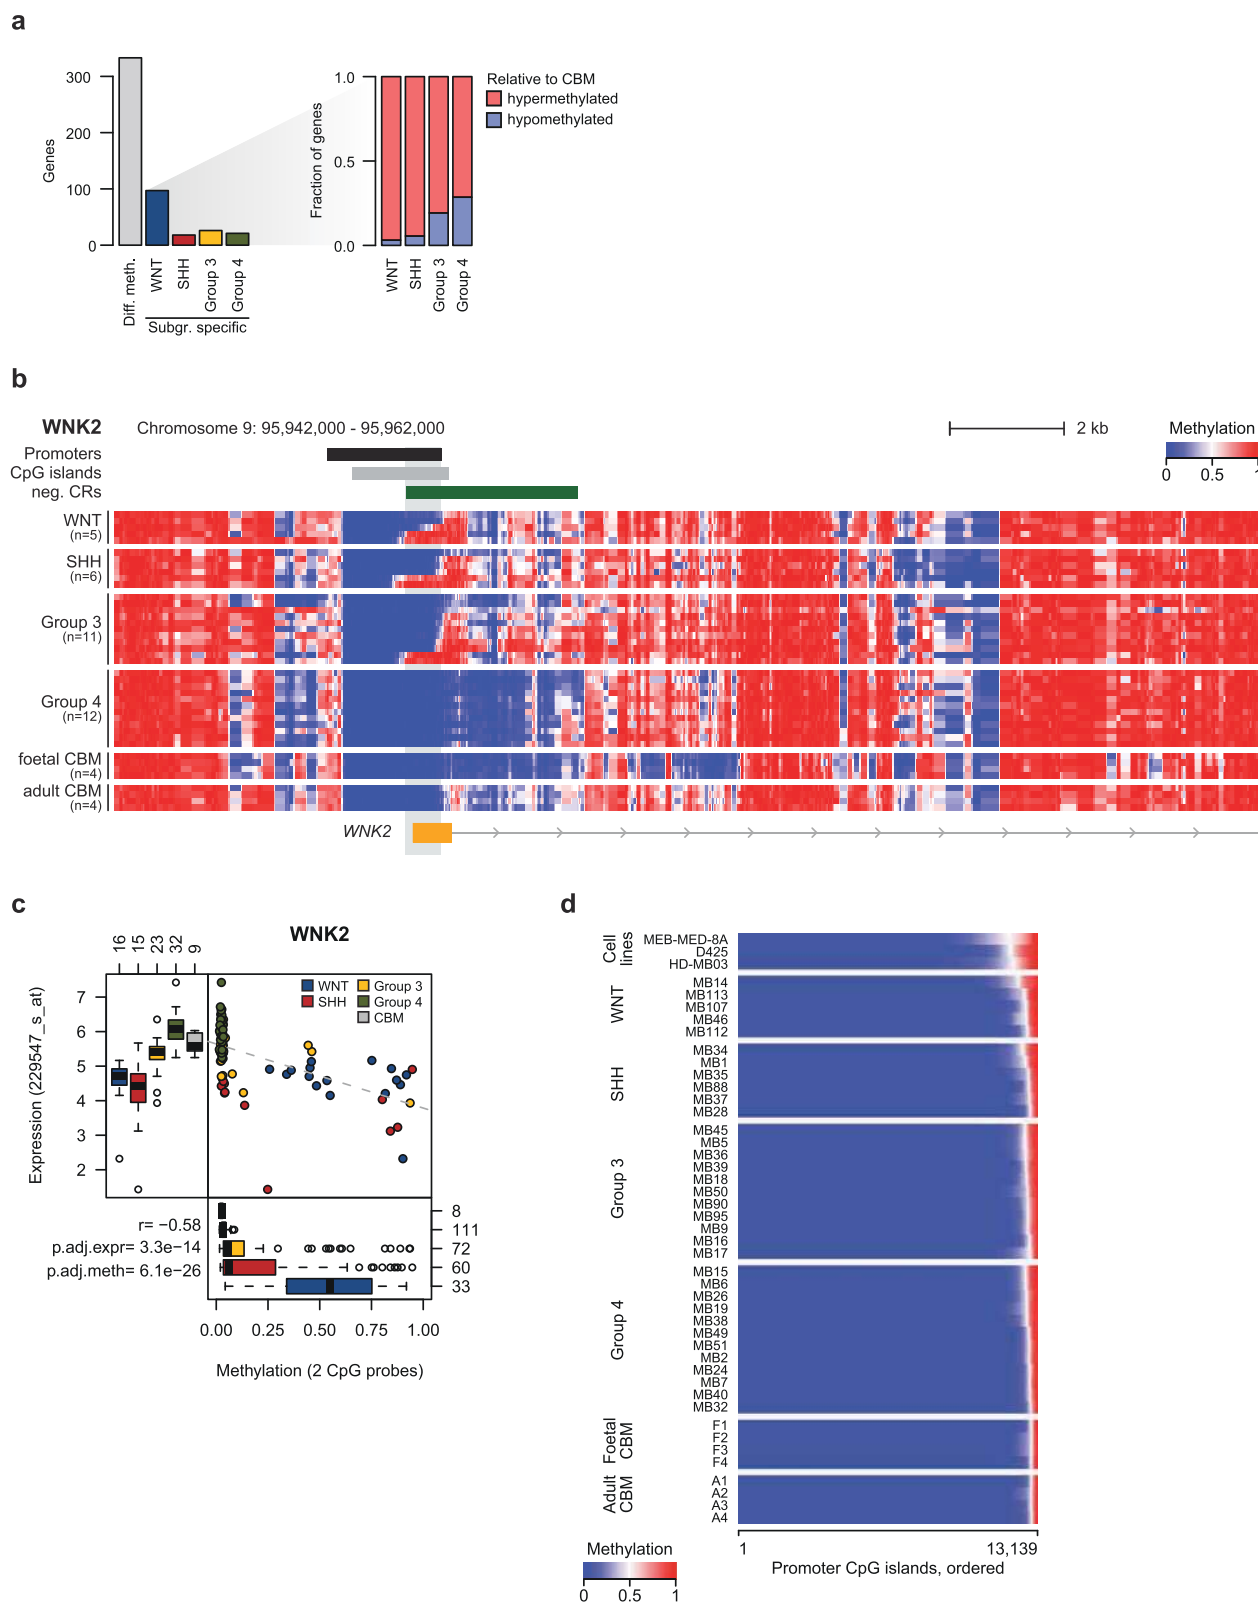 a
Genes
300
200
100
0
Diff. meth.
WNT
SHH
Group 3
Group 4
Subgr. specific
Fraction of genes
1.0
0.5
0.0
WNT
SHH
Group 3
Group 4
Relative to CBM
hypermethylated
hypomethylated
b
WNK2
Chromosome 9: 95,942,000 - 95,962,000
2 kb
Methylation
0 0.5 1
Promoters
CpG islands
neg. CRs
WNT
(n=5)
SHH
(n=6)
Group 3
(n=11)
Group 4
(n=12)
foetal CBM
(n=4)
adult CBM
(n=4)
WNK2
c
WNK2
16 15 23 32 9
Expression (229547_s_at)
7
6
5
4
3
2
WNT
SHH
Group 3
Group 4
CBM
r= −0.58
p.adj.expr= 3.3e−14
p.adj.meth= 6.1e−26
8
111
72
60
33
0.00 0.25 0.50 0.75 1.00
Methylation (2 CpG probes)
d
Cell
lines
MEB-MED-8A
D425
HD-MB03
WNT
MB14
MB113
MB107
MB46
MB112
SHH
MB34
MB1
MB35
MB88
MB37
MB28
Group 3
MB45
MB5
MB36
MB39
MB18
MB50
MB90
MB95
MB9
MB16
MB17
Group 4
MB15
MB6
MB26
MB19
MB38
MB49
MB51
MB2
MB24
MB7
MB40
MB32
Foetal
CBM
F1
F2
F3
F4
Adult
CBM
A1
A2
A3
A4
1 13,139
Promoter CpG islands, ordered
Methylation
0 0.5 1